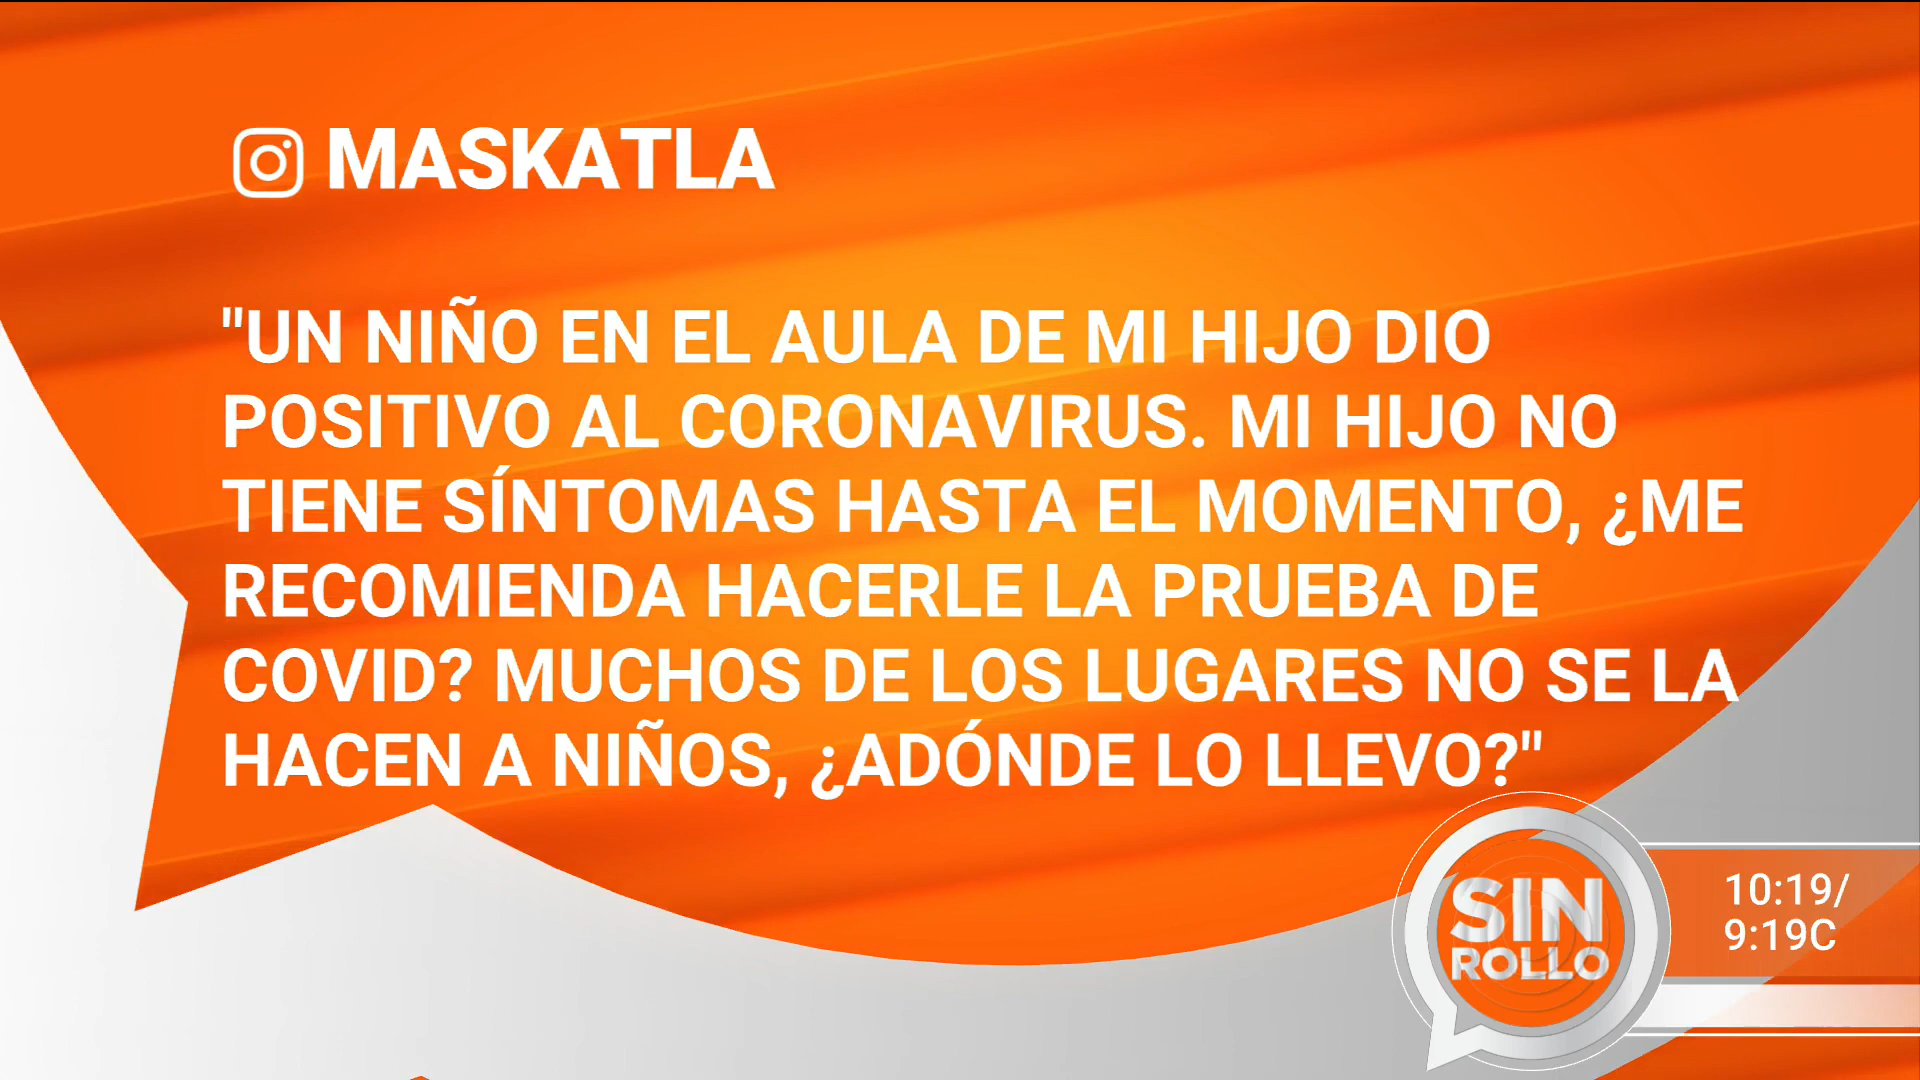 MASKATLA
"UN NIÑO EN EL AULA DE MI HIJO DIO
POSITIVO AL CORONAVIRUS. MI HIJO NO
TIENE SÍNTOMAS HASTA EL MOMENTO, ¿ME
RECOMIENDA HACERLE LA PRUEBA DE
COVID? MUCHOS DE LOS LUGARES NO SE LA
HACEN A NIÑOS, ¿ADÓNDE LO LLEVO?"
SIN
ROLLO
10:19/
9:19C